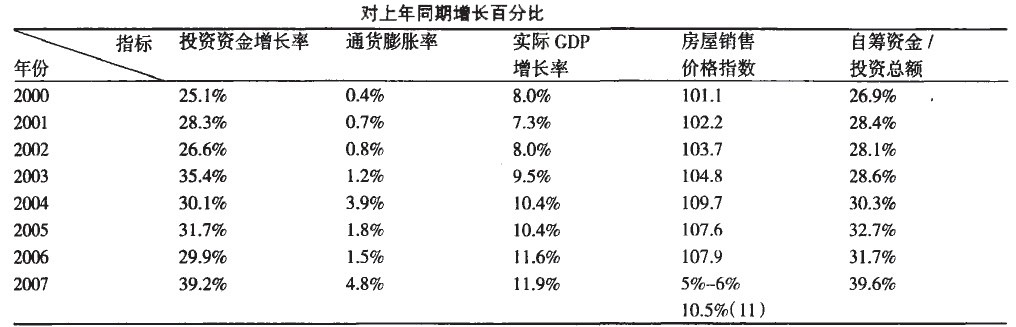 对上年同期增长百分比
指标 投资资金增长率 通货膨胀率 实际 GDP 房屋销售 自筹资金 /
年份 增长率 价格指数 投资总额
2000 25.1% 0.4% 8.0% 101.1 26.9%
2001 28.3% 0.7% 7.3% 102.2 28.4%
2002 26.6% 0.8% 8.0% 103.7 28.1%
2003 35.4% 1.2% 9.5% 104.8 28.6%
2004 30.1% 3.9% 10.4% 109.7 30.3%
2005 31.7% 1.8% 10.4% 107.6 32.7%
2006 29.9% 1.5% 11.6% 107.9 31.7%
2007 39.2% 4.8% 11.9% 5%-6% 39.6%
10.5%(11)